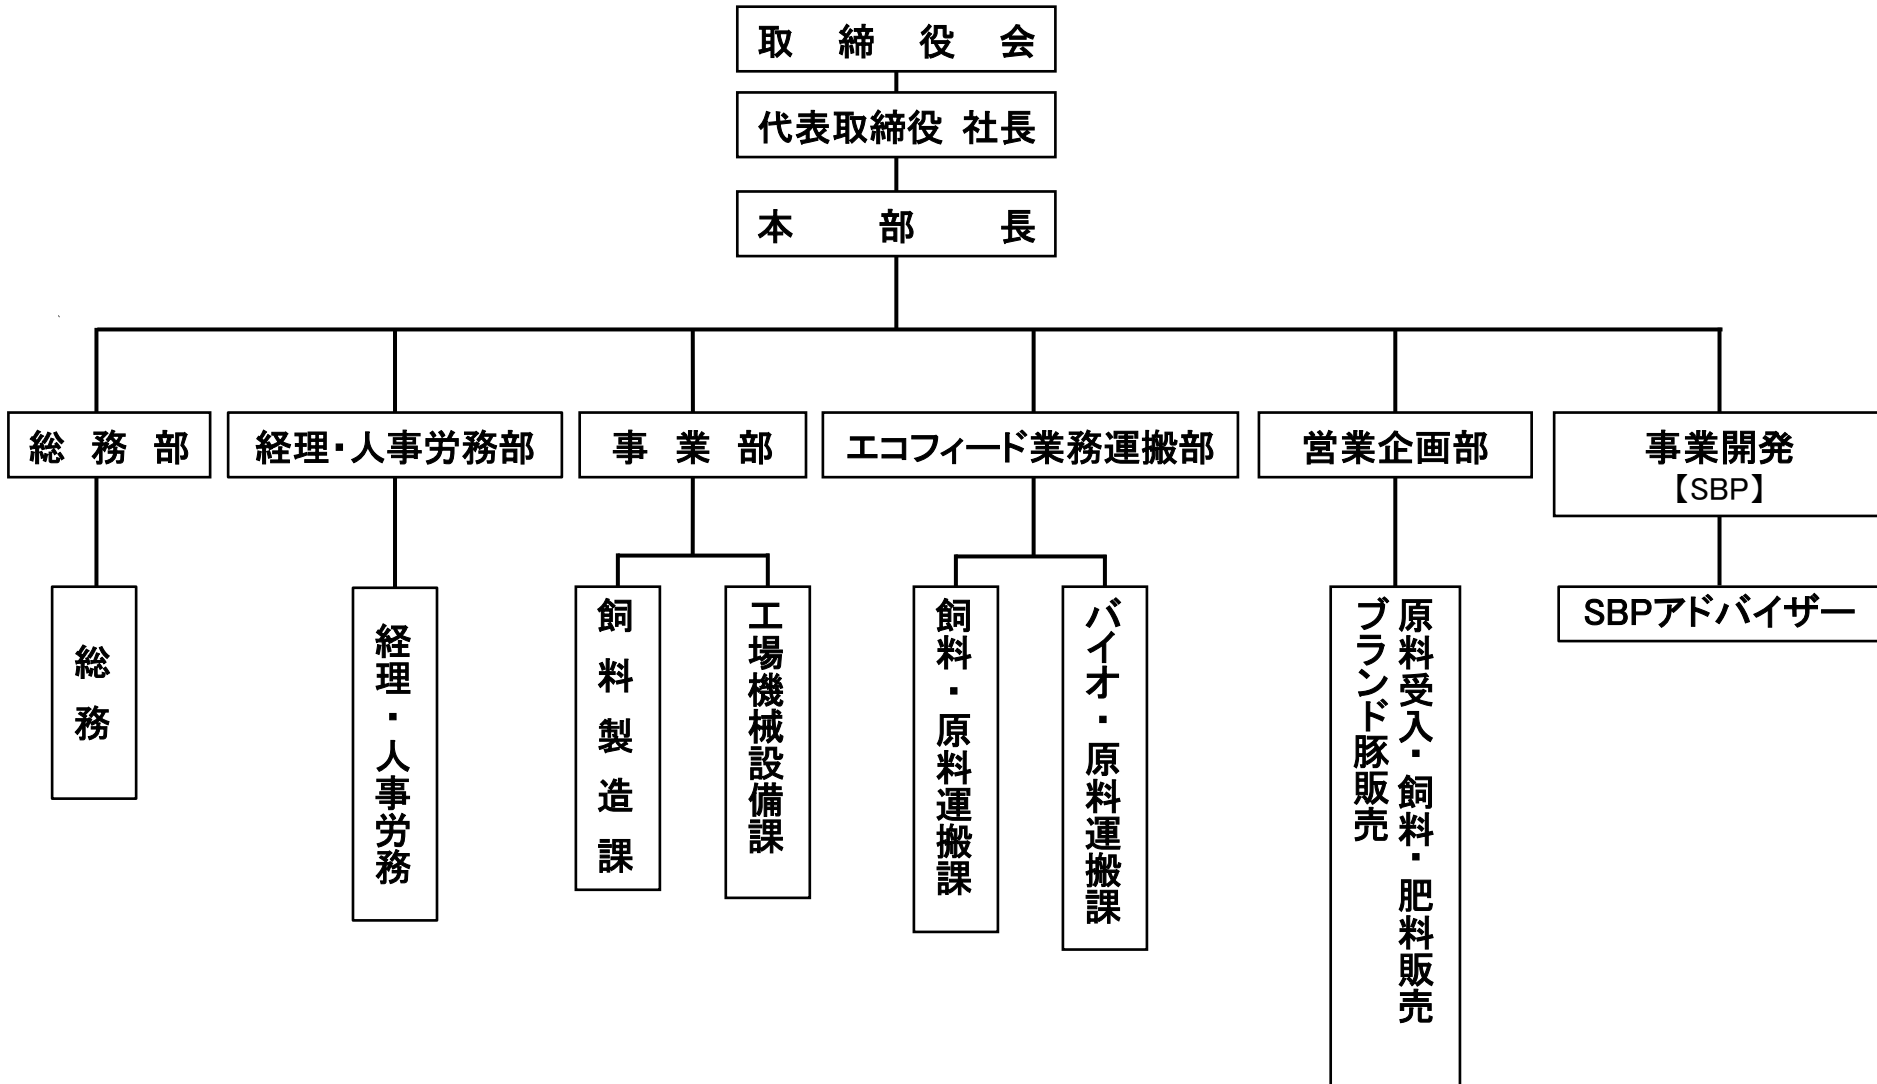 取締役会
代表取締役 社長
本部長
総務部
経理・人事労務部
事業部
エコフィード業務運搬部
営業企画部
事業開発
【SBP】
総務
経理・人事労務
飼料製造課
工場機械設備課
飼料・原料運搬課
バイオ・原料運搬課
原料受入・飼料・肥料販売
ブランド豚販売
SBPアドバイザー